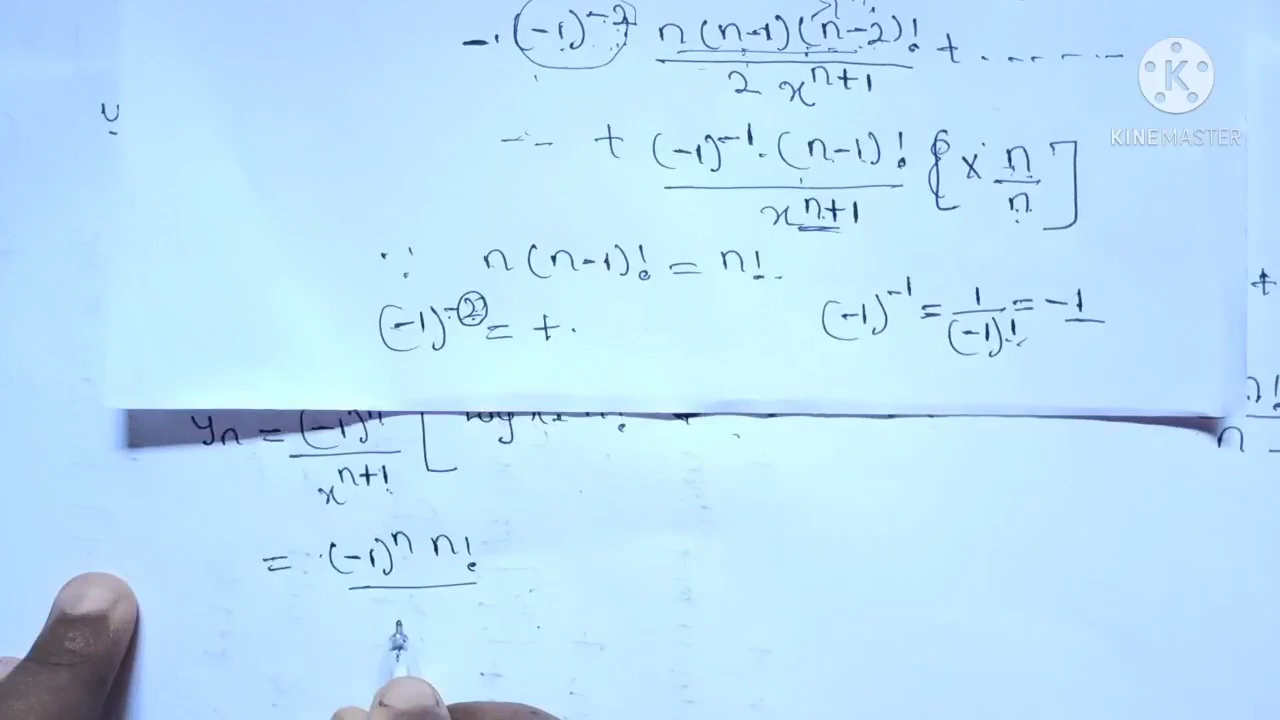 -. (-1)^-2 n(n-1)(n-2)! / 2 x^n+1 + .......
-- + (-1)^-1 . (n-1)! / x^n+1 { x n/n ]
KINEMASTER
∵ n(n-1)! = n!.
(-1)^-2 = + . (-1)^-1 = 1/(-1)! = -1
yn = (-1)^n / x^n+1 [
= (-1)^n n!